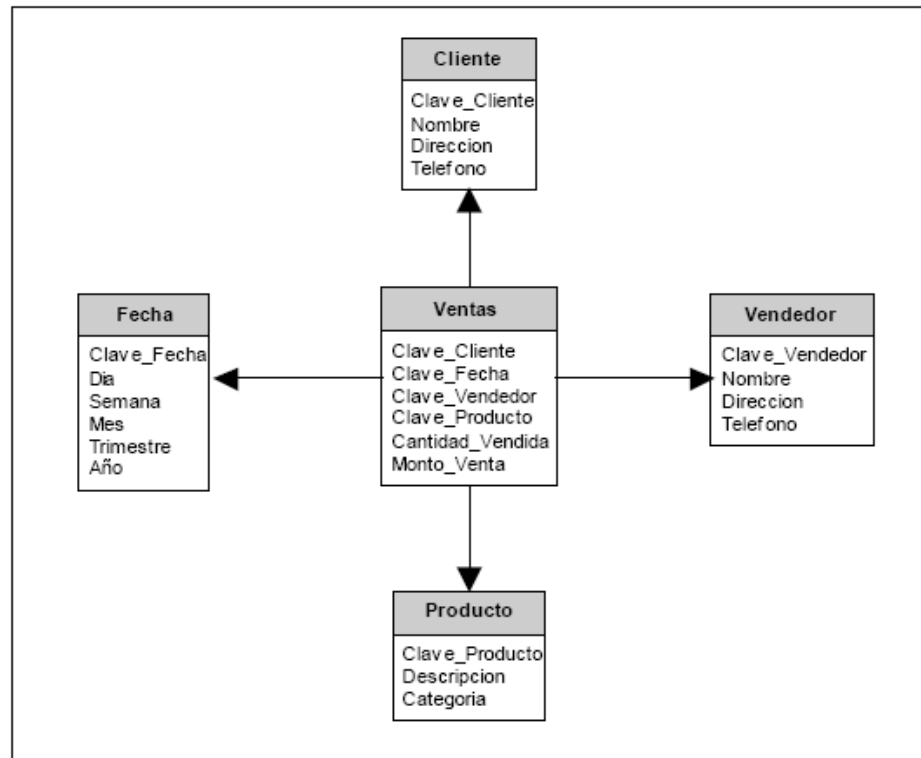 Cliente
Clave_Cliente
Nombre
Direccion
Telefono
Fecha
Clave_Fecha
Dia
Semana
Mes
Trimestre
Año
Ventas
Clave_Cliente
Clave_Fecha
Clave_Vendedor
Clave_Producto
Cantidad_Vendida
Monto_Venta
Vendedor
Clave_Vendedor
Nombre
Direccion
Telefono
Producto
Clave_Producto
Descripcion
Categoria